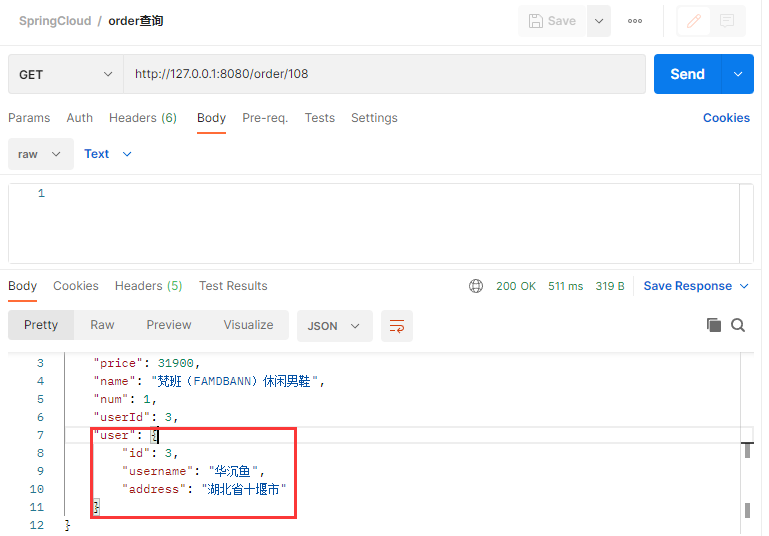 SpringCloud / order查询
Save
GET http://127.0.0.1:8080/order/108 Send
Params Auth Headers (6) Body Pre-req. Tests Settings Cookies
raw Text
1
Body Cookies Headers (5) Test Results 200 OK 511 ms 319 B Save Response
Pretty Raw Preview Visualize JSON
3 "price": 31900,
4 "name": "梵班（FAMDBANN）休闲男鞋",
5 "num": 1,
6 "userId": 3,
7 "user": {
8 "id": 3,
9 "username": "华沉鱼",
10 "address": "湖北省十堰市"
11 }
12 }